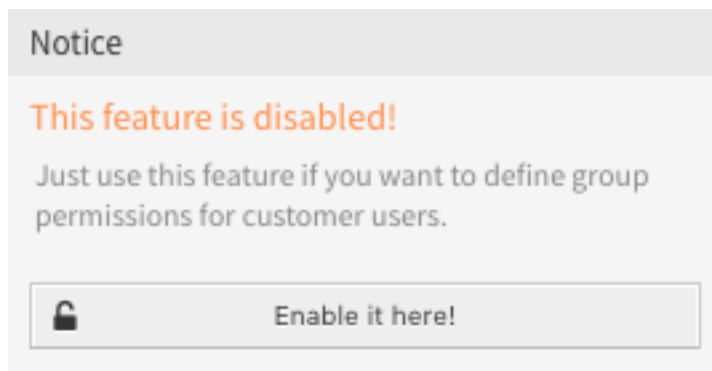 Notice
This feature is disabled!
Just use this feature if you want to define group
permissions for customer users.
Enable it here!